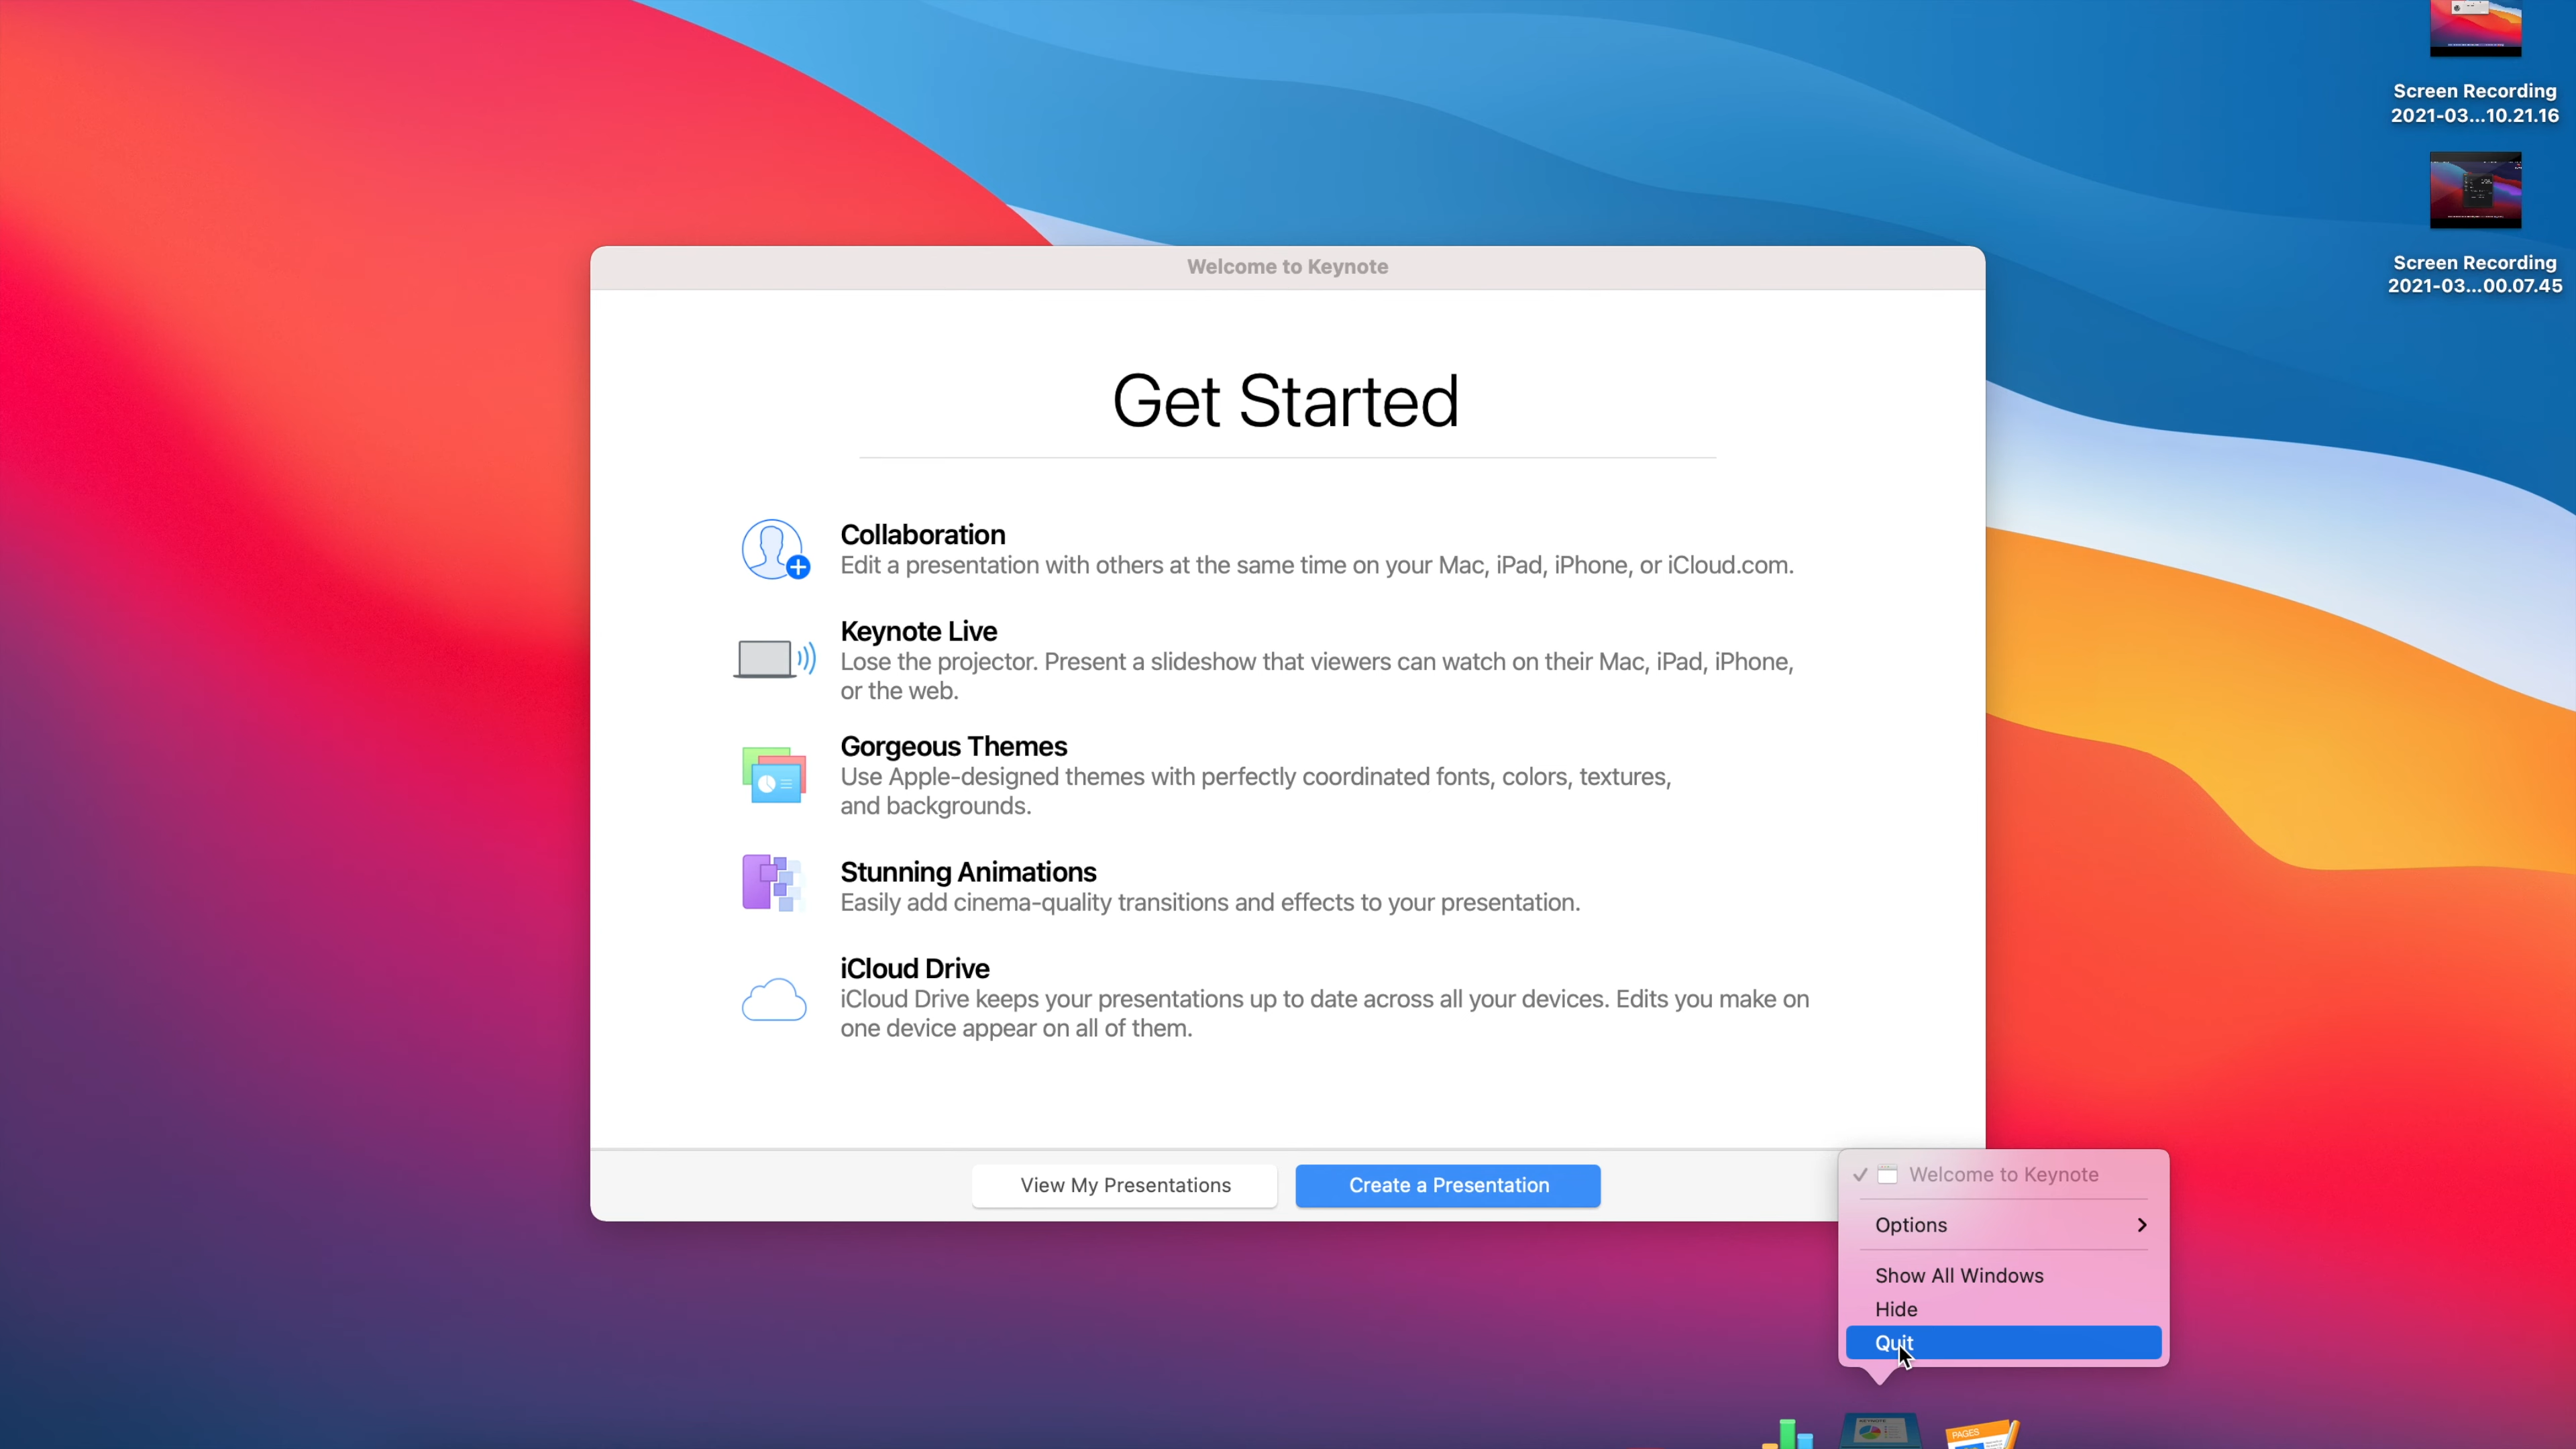 Screen Recording
2021-03...10.21.16
Screen Recording
2021-03...00.07.45
Welcome to Keynote
Get Started
Collaboration
Edit a presentation with others at the same time on your Mac, iPad, iPhone, or iCloud.com.
Keynote Live
Lose the projector. Present a slideshow that viewers can watch on their Mac, iPad, iPhone,
or the web.
Gorgeous Themes
Use Apple-designed themes with perfectly coordinated fonts, colors, textures,
and backgrounds.
Stunning Animations
Easily add cinema-quality transitions and effects to your presentation.
iCloud Drive
iCloud Drive keeps your presentations up to date across all your devices. Edits you make on
one device appear on all of them.
View My Presentations
Create a Presentation
Welcome to Keynote
Options
Show All Windows
Hide
Quit
KEYNOTE
PAGES